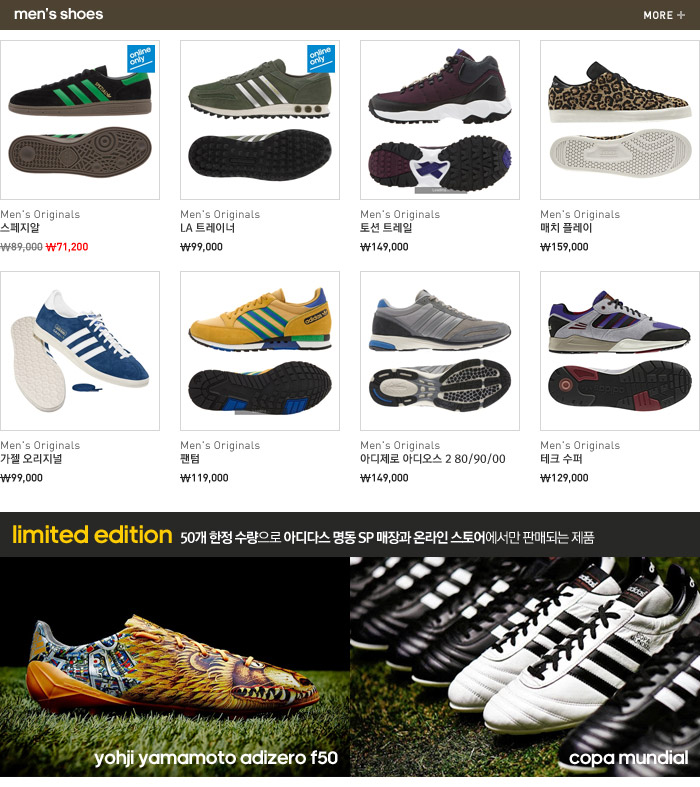 men's shoes
MORE +
online only
online only
Men's Originals
스페지알
₩89,000 ₩71,200
Men's Originals
LA 트레이너
₩99,000
Men's Originals
토션 트레일
₩149,000
Men's Originals
매치 플레이
₩159,000
Men's Originals
가젤 오리지널
₩99,000
Men's Originals
팬텀
₩119,000
Men's Originals
아디제로 아디오스 2 80/90/00
₩149,000
Men's Originals
테크 수퍼
₩129,000
limited edition 50개 한정 수량으로 아디다스 명동 SP 매장과 온라인 스토어에서만 판매되는 제품
adidas
yohji yamamoto adizero f50
copa mundial